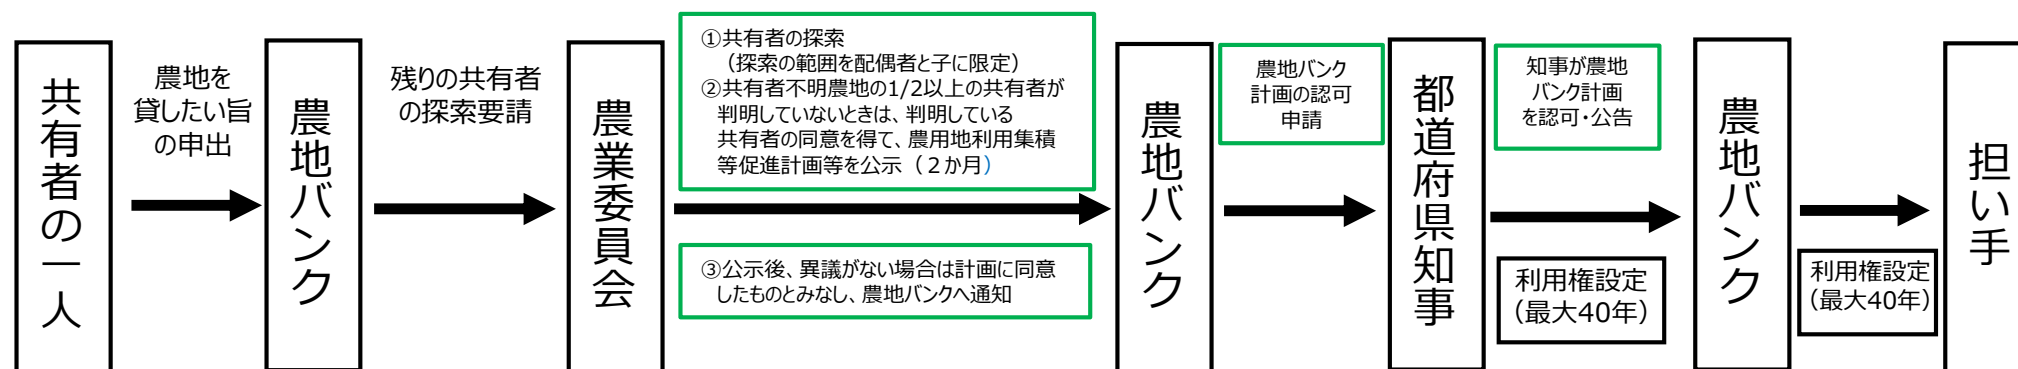 共有者の一人
農地を
貸したい旨
の申出
農地バンク
残りの共有者
の探索要請
農業委員会
①共有者の探索
（探索の範囲を配偶者と子に限定）
②共有者不明農地の1/2以上の共有者が
判明していないときは、判明している
共有者の同意を得て、農用地利用集積
等促進計画等を公示（２か月）
③公示後、異議がない場合は計画に同意
したものとみなし、農地バンクへ通知
農地バンク
農地バンク
計画の認可
申請
都道府県知事
知事が農地
バンク計画
を認可・公告
利用権設定
（最大40年）
農地バンク
利用権設定
（最大40年）
担い手